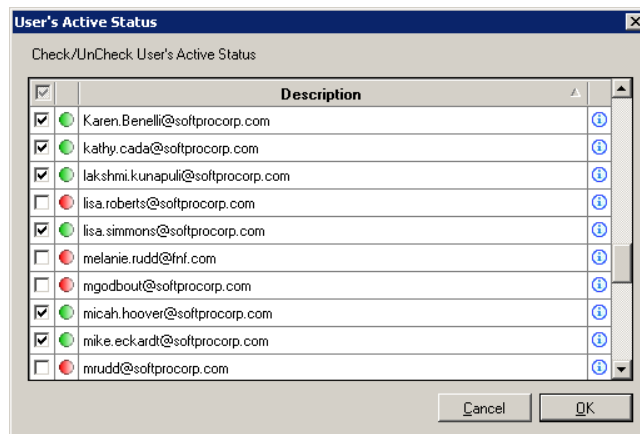 User's Active Status
Check/UnCheck User's Active Status
Description
Karen.Benelli@softprocorp.com
kathy.cada@softprocorp.com
lakshmi.kunapuli@softprocorp.com
lisa.roberts@softprocorp.com
lisa.simmons@softprocorp.com
melanie.rudd@fnf.com
mgodbout@softprocorp.com
micah.hoover@softprocorp.com
mike.eckardt@softprocorp.com
mrudd@softprocorp.com
Cancel OK